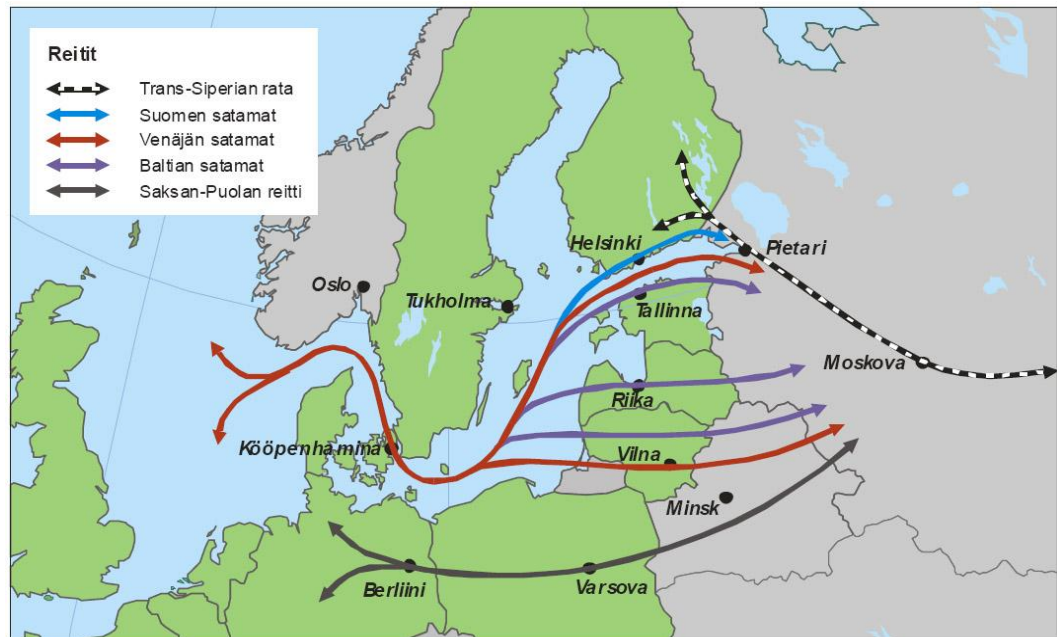 Reitit
Trans-Siperian rata
Suomen satamat
Venäjän satamat
Baltian satamat
Saksan-Puolan reitti
Helsinki
Pietari
Oslo
Tukholma
Tallinna
Moskova
Riika
Kööpenhamina
Vilna
Minsk
Berliini
Varsova